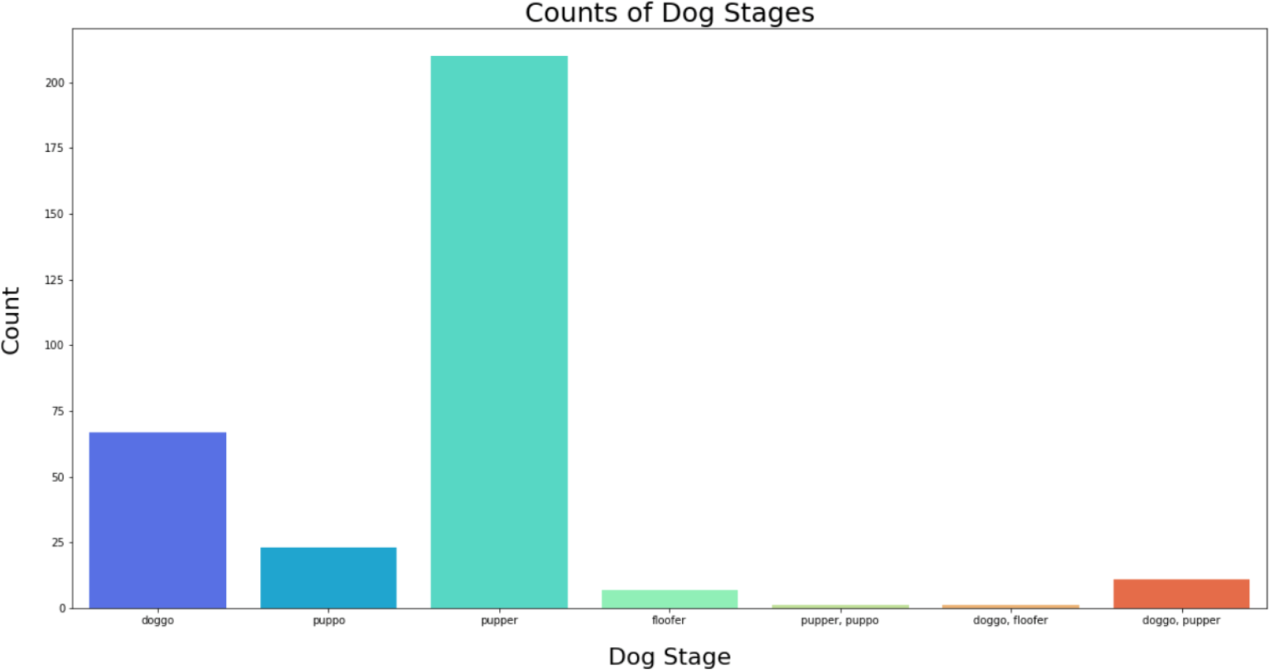 Counts of Dog Stages
Count
200
175
150
125
100
75
50
25
0
doggo puppo pupper floofer pupper, puppo doggo, floofer doggo, pupper
Dog Stage